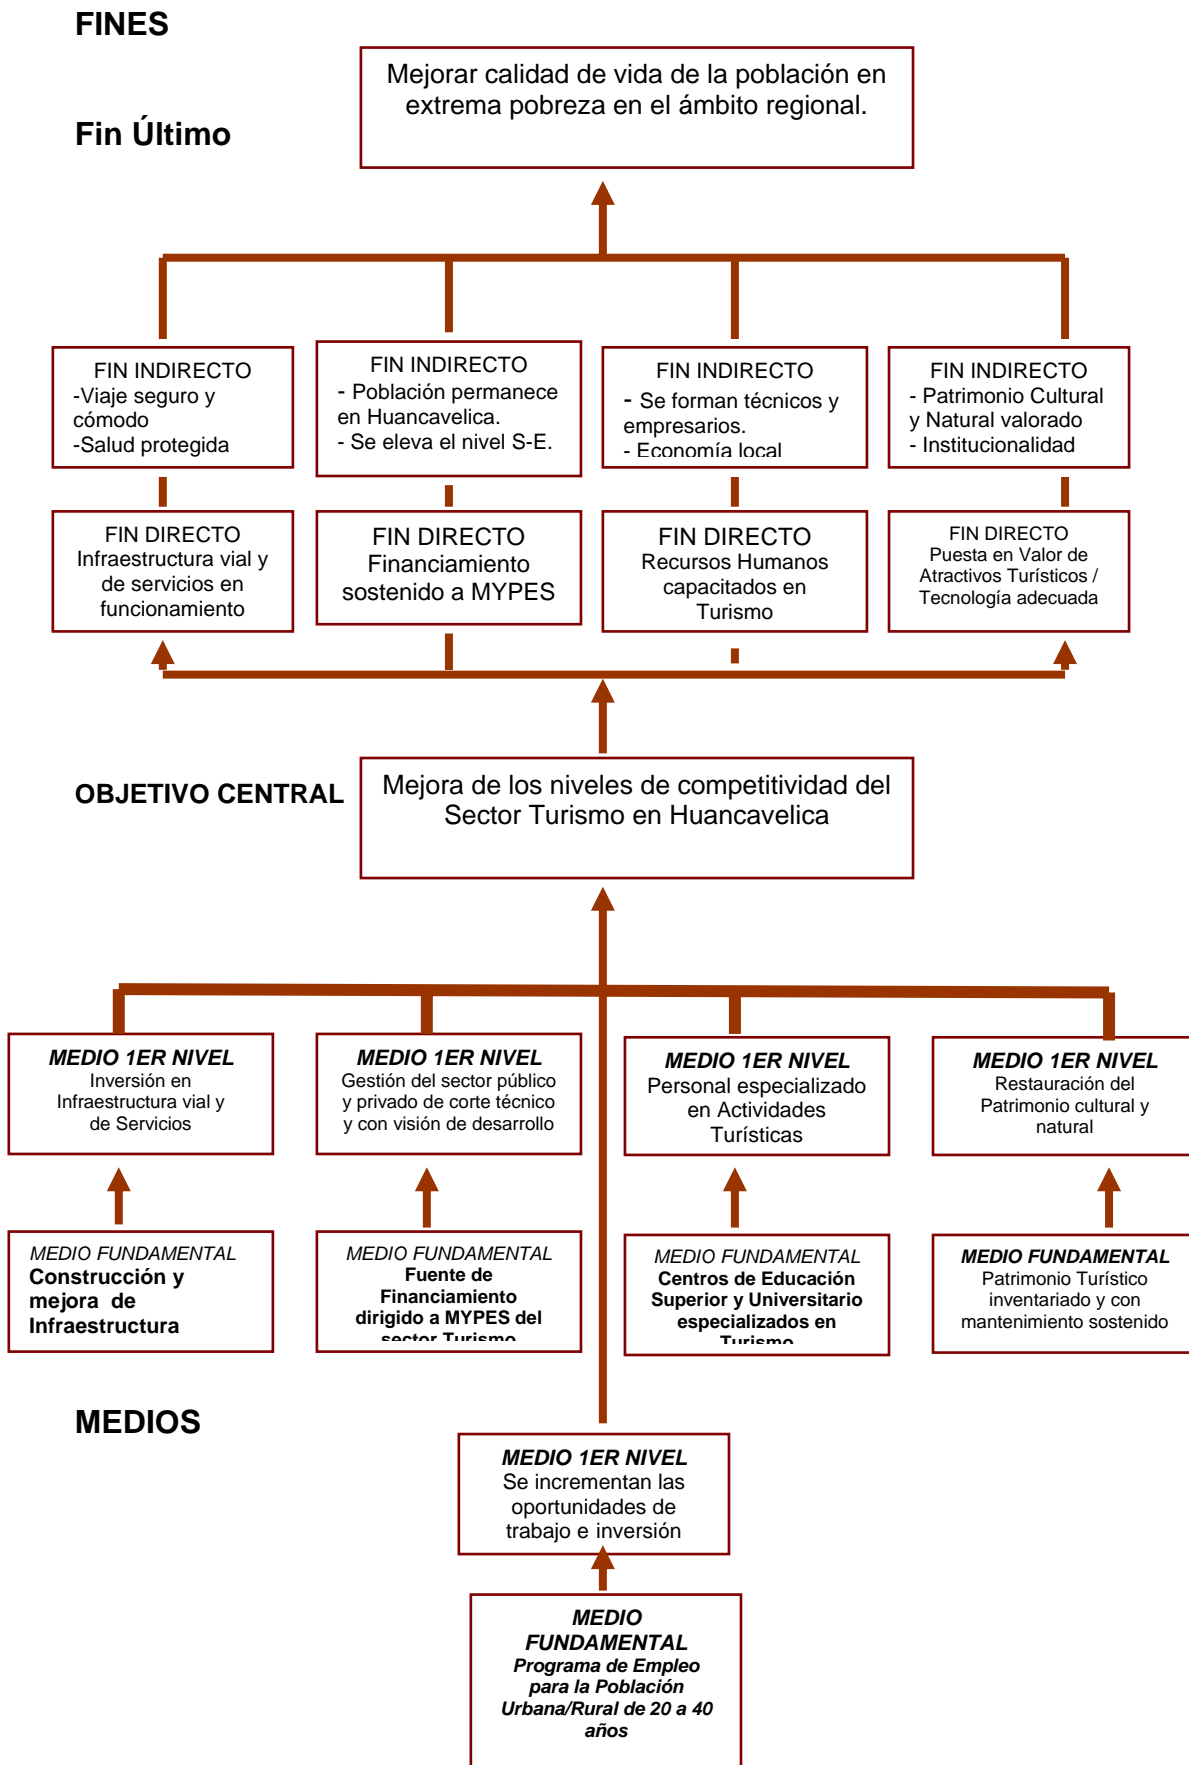 FINES
Mejorar calidad de vida de la población en
extrema pobreza en el ámbito regional.
Fin Último
FIN INDIRECTO
-Viaje seguro y
cómodo
-Salud protegida
FIN INDIRECTO
- Población permanece
en Huancavelica.
- Se eleva el nivel S-E.
FIN INDIRECTO
- Se forman técnicos y
empresarios.
- Economía local
FIN INDIRECTO
- Patrimonio Cultural
y Natural valorado
- Institucionalidad
FIN DIRECTO
Infraestructura vial y
de servicios en
funcionamiento
FIN DIRECTO
Financiamiento
sostenido a MYPES
FIN DIRECTO
Recursos Humanos
capacitados en
Turismo
FIN DIRECTO
Puesta en Valor de
Atractivos Turísticos /
Tecnología adecuada
OBJETIVO CENTRAL
Mejora de los niveles de competitividad del
Sector Turismo en Huancavelica
MEDIO 1ER NIVEL
Inversión en
Infraestructura vial y
de Servicios
MEDIO 1ER NIVEL
Gestión del sector público
y privado de corte técnico
y con visión de desarrollo
MEDIO 1ER NIVEL
Personal especializado
en Actividades
Turísticas
MEDIO 1ER NIVEL
Restauración del
Patrimonio cultural y
natural
MEDIO FUNDAMENTAL
Construcción y
mejora de
Infraestructura
MEDIO FUNDAMENTAL
Fuente de
Financiamiento
dirigido a MYPES del
sector Turismo
MEDIO FUNDAMENTAL
Centros de Educación
Superior y Universitario
especializados en
Turismo
MEDIO FUNDAMENTAL
Patrimonio Turístico
inventariado y con
mantenimiento sostenido
MEDIOS
MEDIO 1ER NIVEL
Se incrementan las
oportunidades de
trabajo e inversión
MEDIO
FUNDAMENTAL
Programa de Empleo
para la Población
Urbana/Rural de 20 a 40
años